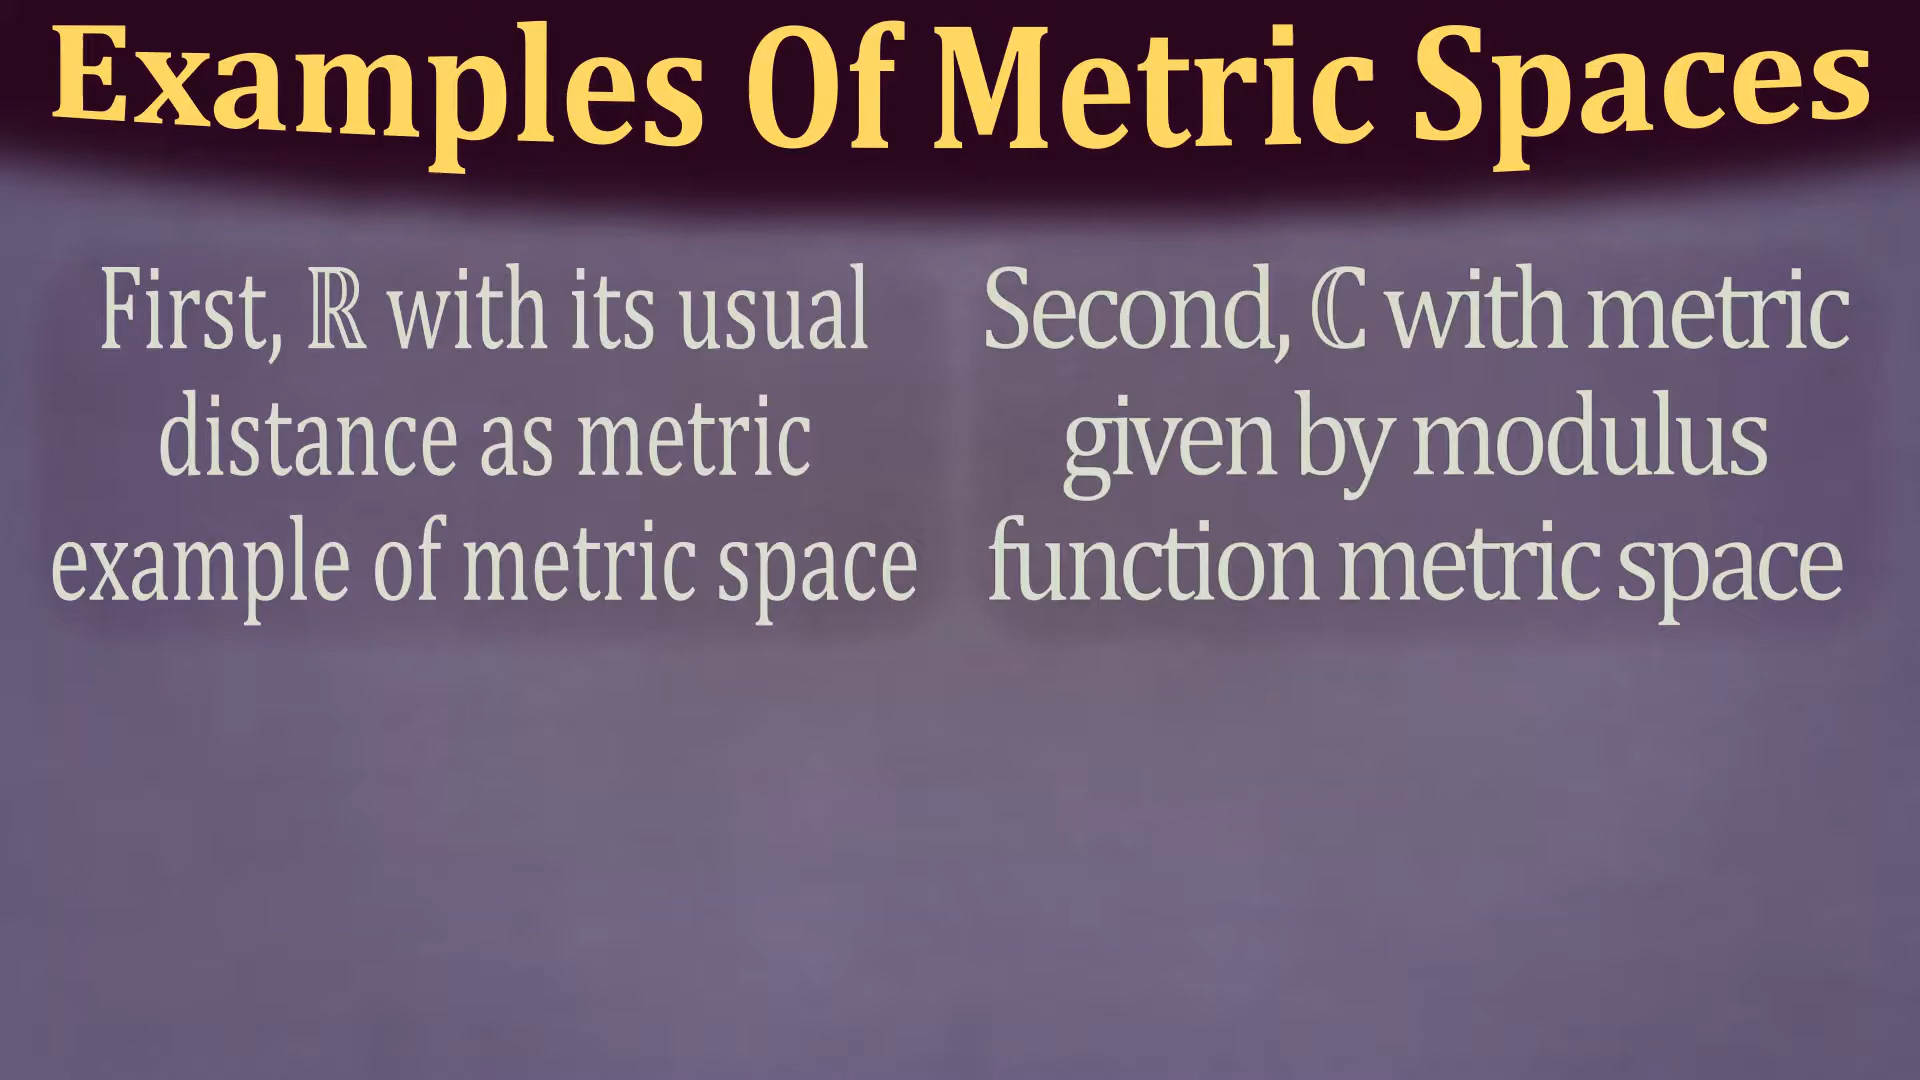 Examples Of Metric Spaces
First, ℝ with its usual
distance as metric
example of metric space
Second, ℂ with metric
given by modulus
function metric space